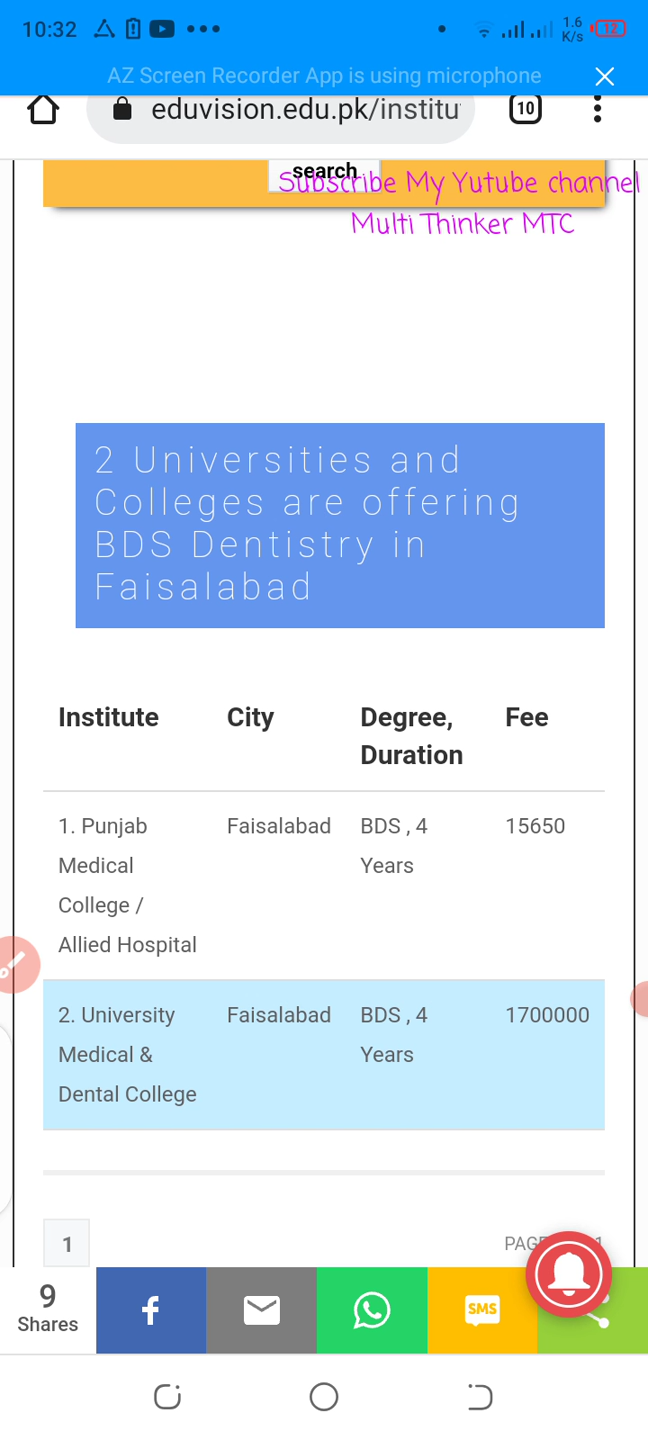 10:32
1.6
K/s
12
AZ Screen Recorder App is using microphone
eduvision.edu.pk/institu
10
search
Subscribe My Yutube channel
Multi Thinker MTC
2 Universities and
Colleges are offering
BDS Dentistry in
Faisalabad
Institute City Degree, Fee
Duration
1. Punjab Faisalabad BDS , 4 15650
Medical Years
College /
Allied Hospital
2. University Faisalabad BDS , 4 1700000
Medical & Years
Dental College
1
9
Shares
f
SMS